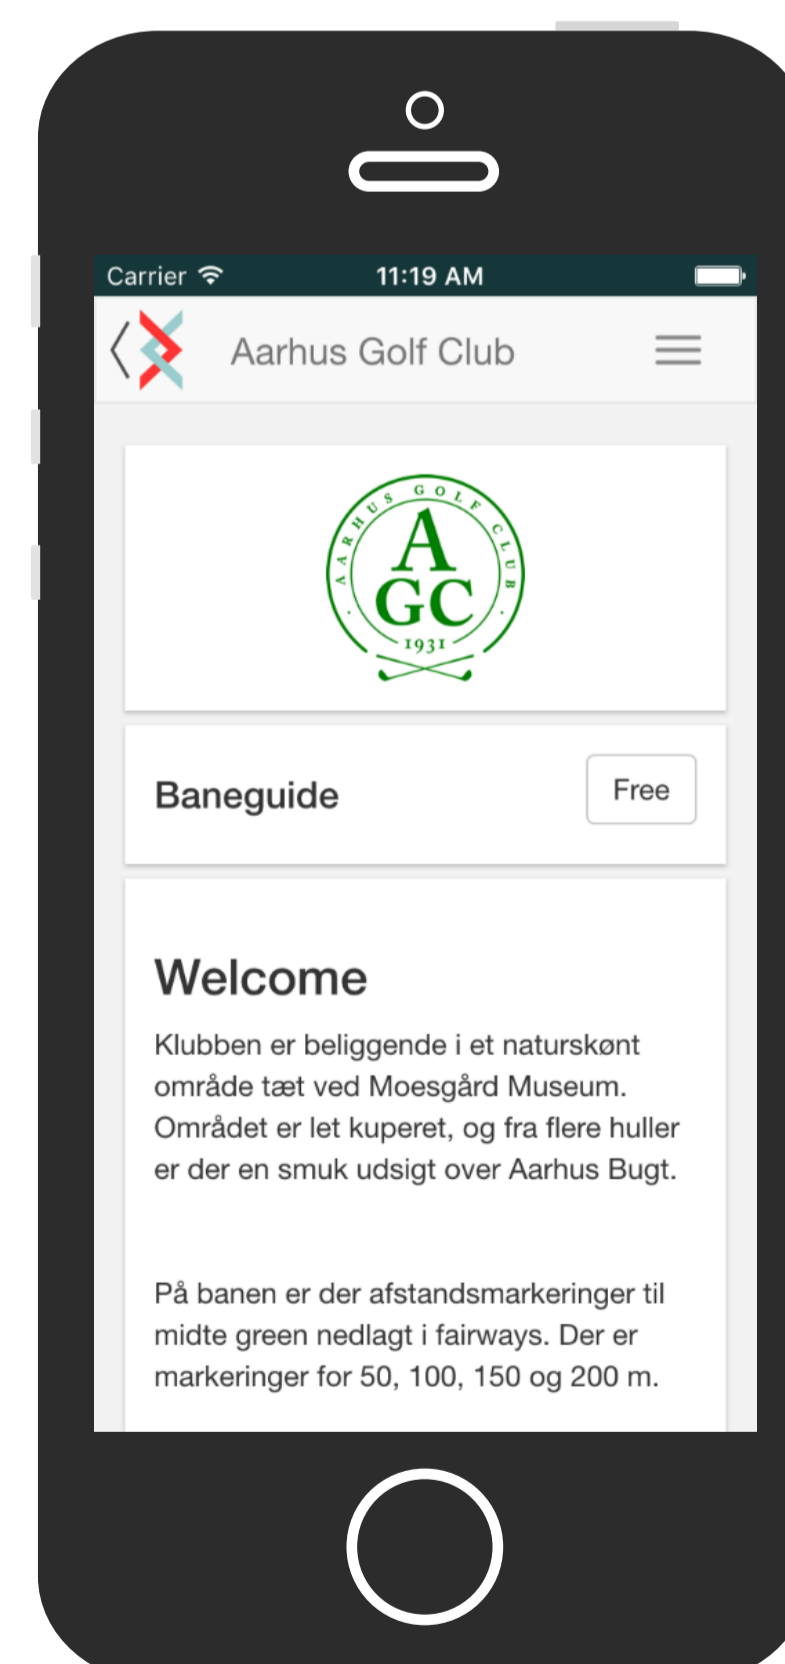 Carrier 11:19 AM
Aarhus Golf Club
· AARHUS GOLF CLUB ·
A
GC
1931
Baneguide
Free
Welcome
Klubben er beliggende i et naturskønt
område tæt ved Moesgård Museum.
Området er let kuperet, og fra flere huller
er der en smuk udsigt over Aarhus Bugt.
På banen er der afstandsmarkeringer til
midte green nedlagt i fairways. Der er
markeringer for 50, 100, 150 og 200 m.